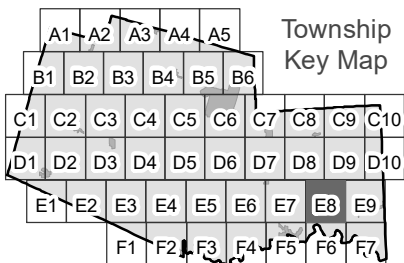 Township
Key Map
A1 A2 A3 A4 A5
B1 B2 B3 B4 B5 B6
C1 C2 C3 C4 C5 C6 C7 C8 C9 C10
D1 D2 D3 D4 D5 D6 D7 D8 D9 D10
E1 E2 E3 E4 E5 E6 E7 E8 E9
F1 F2 F3 F4 F5 F6 F7